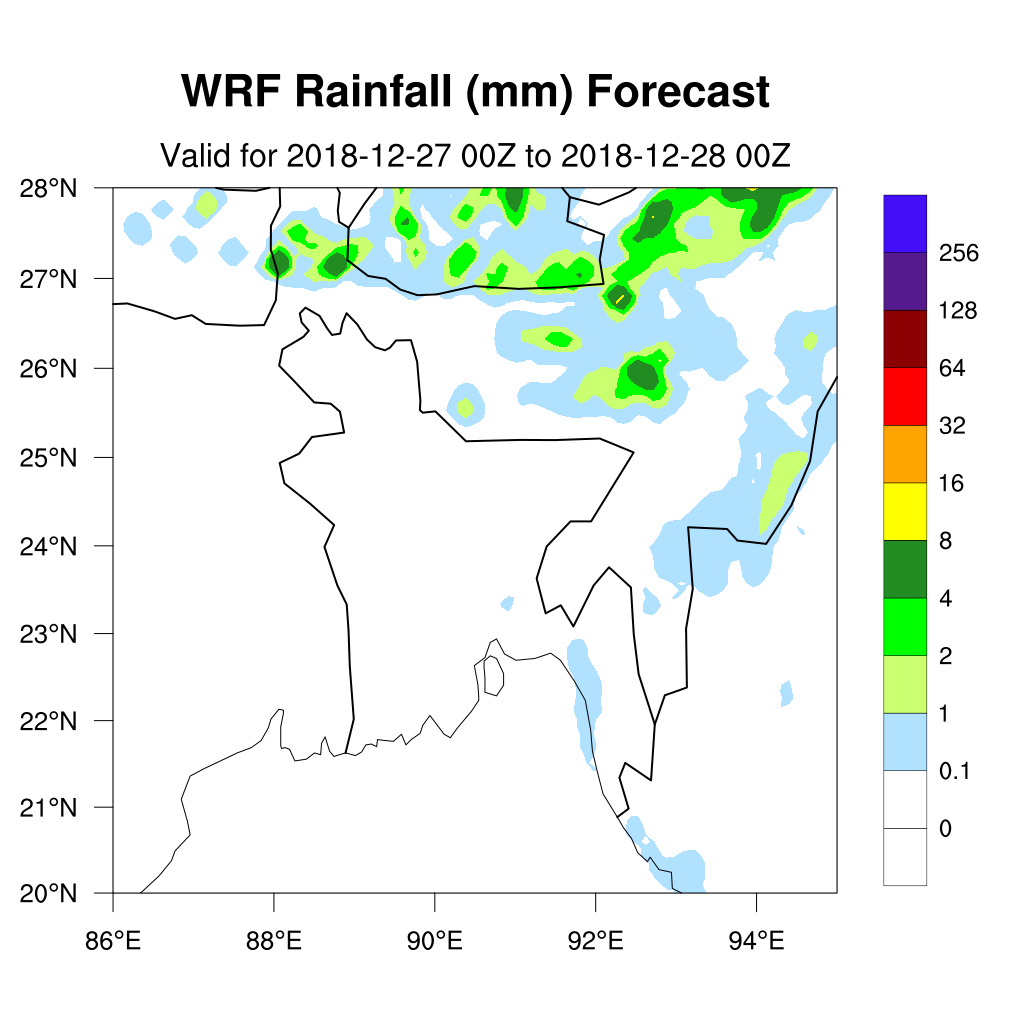 WRF Rainfall (mm) Forecast
Valid for 2018-12-27 00Z to 2018-12-28 00Z
28°N
27°N
26°N
25°N
24°N
23°N
22°N
21°N
20°N
86°E 88°E 90°E 92°E 94°E
256
128
64
32
16
8
4
2
1
0.1
0